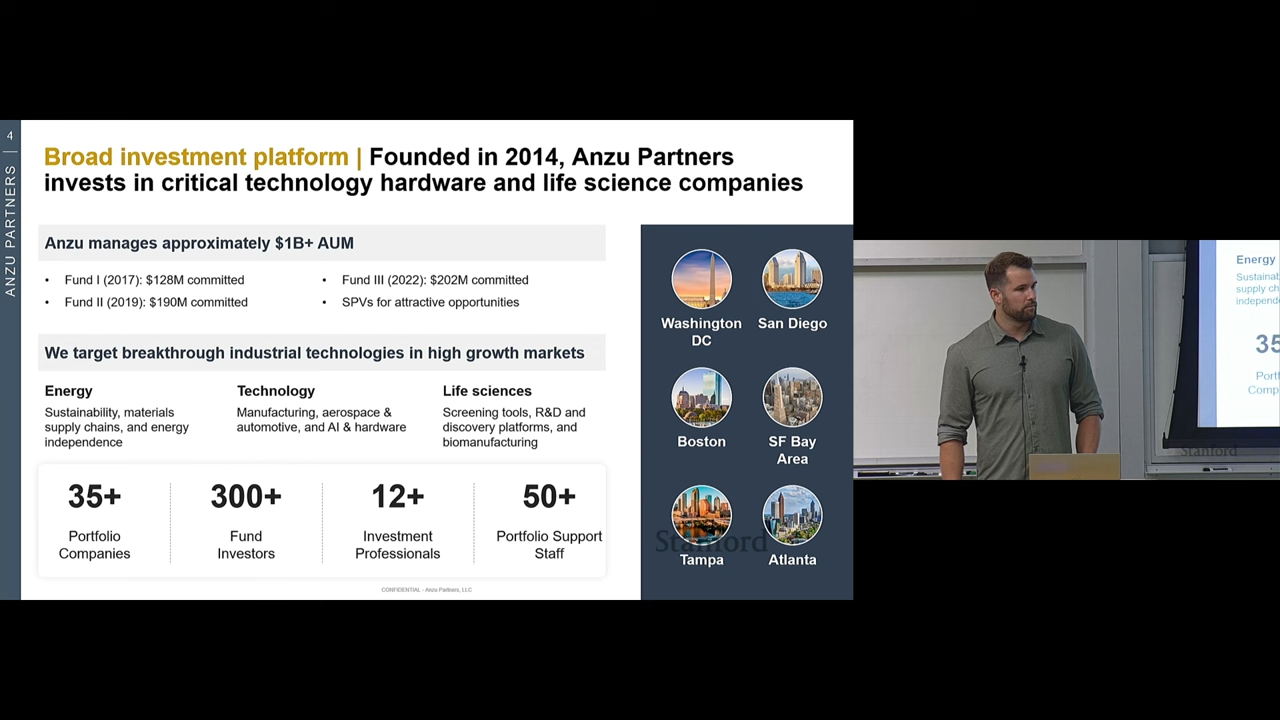 4
ANZU PARTNERS
Broad investment platform | Founded in 2014, Anzu Partners
invests in critical technology hardware and life science companies
Anzu manages approximately $1B+ AUM
• Fund I (2017): $128M committed
• Fund II (2019): $190M committed
• Fund III (2022): $202M committed
• SPVs for attractive opportunities
We target breakthrough industrial technologies in high growth markets
Energy
Sustainability, materials
supply chains, and energy
independence
Technology
Manufacturing, aerospace &
automotive, and AI & hardware
Life sciences
Screening tools, R&D and
discovery platforms, and
biomanufacturing
35+
Portfolio
Companies
300+
Fund
Investors
12+
Investment
Professionals
50+
Portfolio Support
Staff
CONFIDENTIAL - Anzu Partners, LLC
Washington
DC
San Diego
Boston
SF Bay
Area
Stanford
Tampa
Atlanta
Energy
Sustainab
supply ch
independe
35
Portf
Comp
Stanford